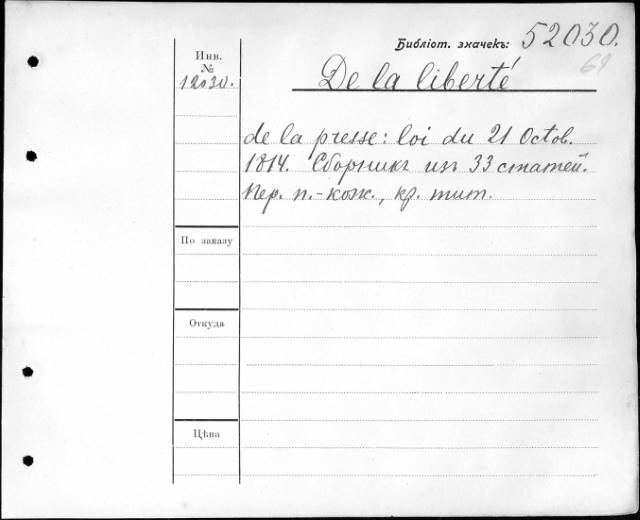 Библіот. значекъ: 52030.
69
Инв.
№
12030.
De la liberté
de la presse: loi du 21 Octob.
1814. Сборникъ изъ 33 статей.
Пер. п.-кож., кр. тит.
По заказу
Откуда
Цѣна